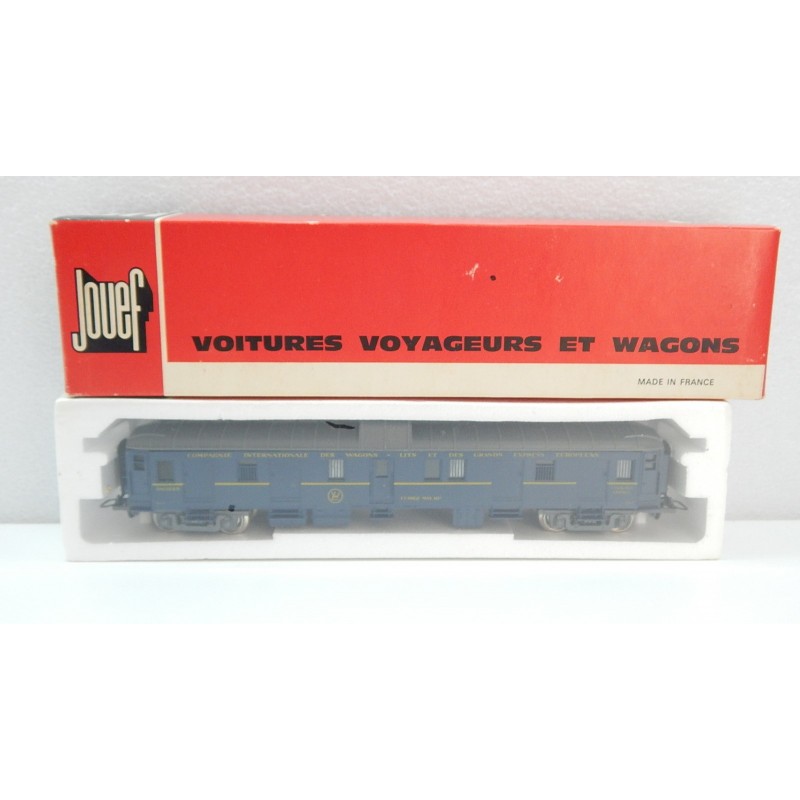 Jouef
VOITURES VOYAGEURS ET WAGONS
MADE IN FRANCE
COMPAGNIE INTERNATIONALE DES WAGONS - LITS ET DES GRANDS EXPRESS EUROPEENS